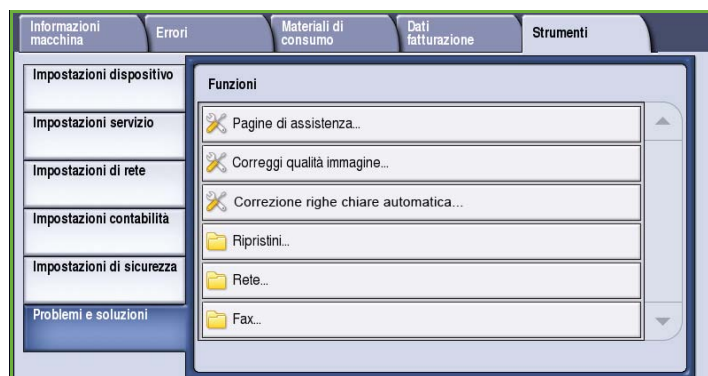 Informazioni
macchina
Errori
Materiali di
consumo
Dati
fatturazione
Strumenti
Impostazioni dispositivo
Impostazioni servizio
Impostazioni di rete
Impostazioni contabilità
Impostazioni di sicurezza
Problemi e soluzioni
Funzioni
Pagine di assistenza...
Correggi qualità immagine...
Correzione righe chiare automatica...
Ripristini...
Rete...
Fax...